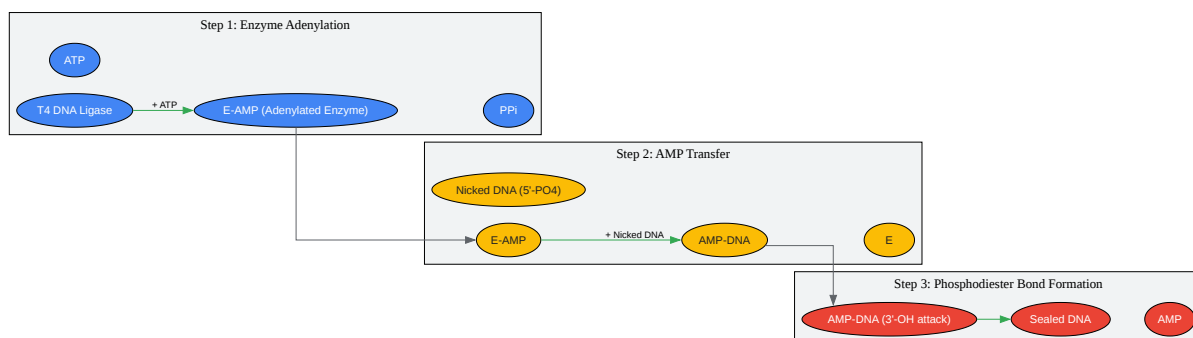 Step 1: Enzyme Adenylation
ATP
T4 DNA Ligase
+ ATP
E-AMP (Adenylated Enzyme)
PPi
Step 2: AMP Transfer
Nicked DNA (5'-PO4)
E-AMP
+ Nicked DNA
AMP-DNA
E
Step 3: Phosphodiester Bond Formation
AMP-DNA (3'-OH attack)
Sealed DNA
AMP